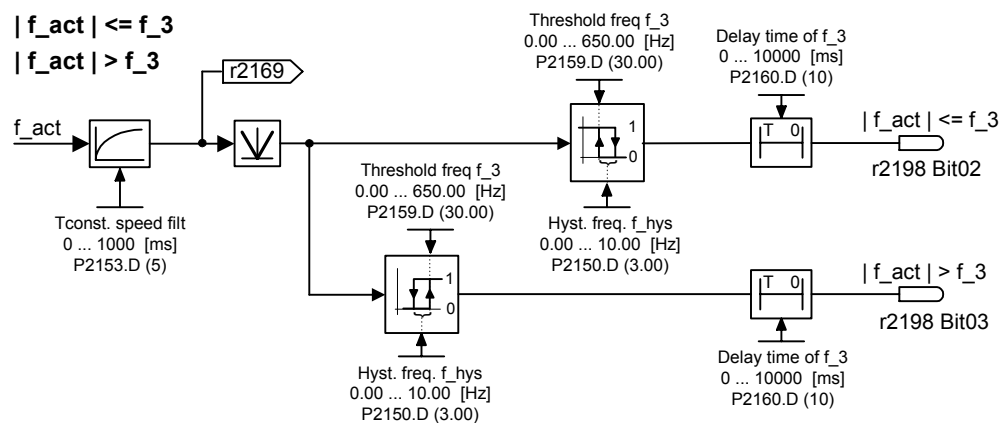 | f_act | <= f_3
| f_act | > f_3
r2169
f_act
Tconst. speed filt
0 ... 1000 [ms]
P2153.D (5)
Threshold freq f_3
0.00 ... 650.00 [Hz]
P2159.D (30.00)
1
0
Hyst. freq. f_hys
0.00 ... 10.00 [Hz]
P2150.D (3.00)
Delay time of f_3
0 ... 10000 [ms]
P2160.D (10)
T 0
| f_act | <= f_3
r2198 Bit02
Threshold freq f_3
0.00 ... 650.00 [Hz]
P2159.D (30.00)
1
0
Hyst. freq. f_hys
0.00 ... 10.00 [Hz]
P2150.D (3.00)
T 0
Delay time of f_3
0 ... 10000 [ms]
P2160.D (10)
| f_act | > f_3
r2198 Bit03